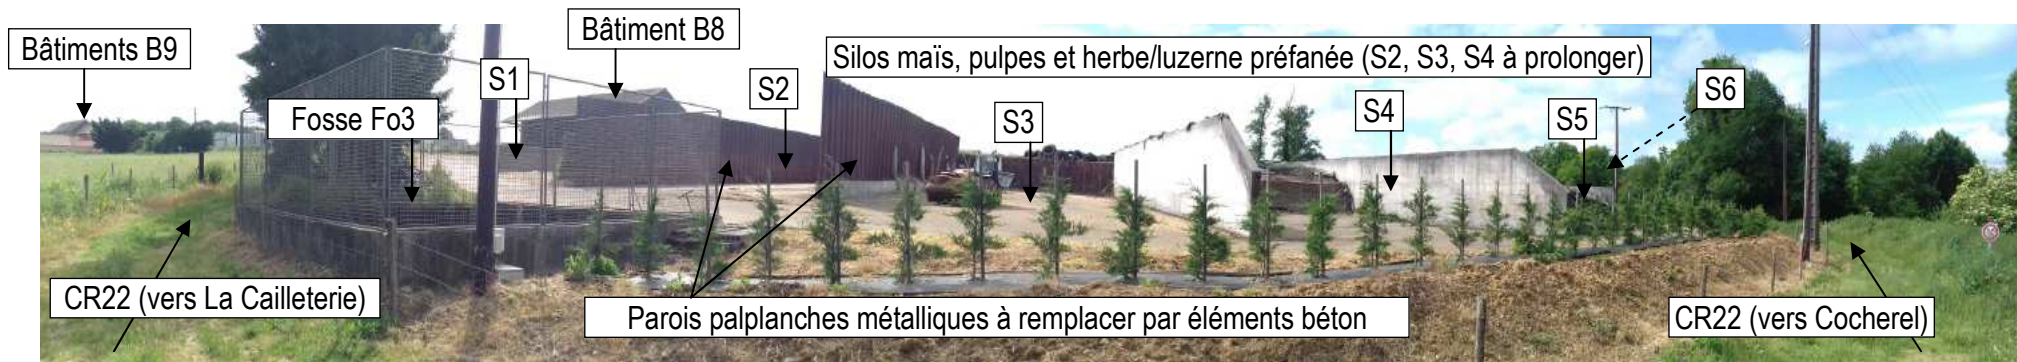 Bâtiments B9
Bâtiment B8
Silos maïs, pulpes et herbe/luzerne préfanée (S2, S3, S4 à prolonger)
S1
S2
S6
Fosse Fo3
S3
S4
S5
CR22 (vers La Cailleterie)
Parois palplanches métalliques à remplacer par éléments béton
CR22 (vers Cocherel)